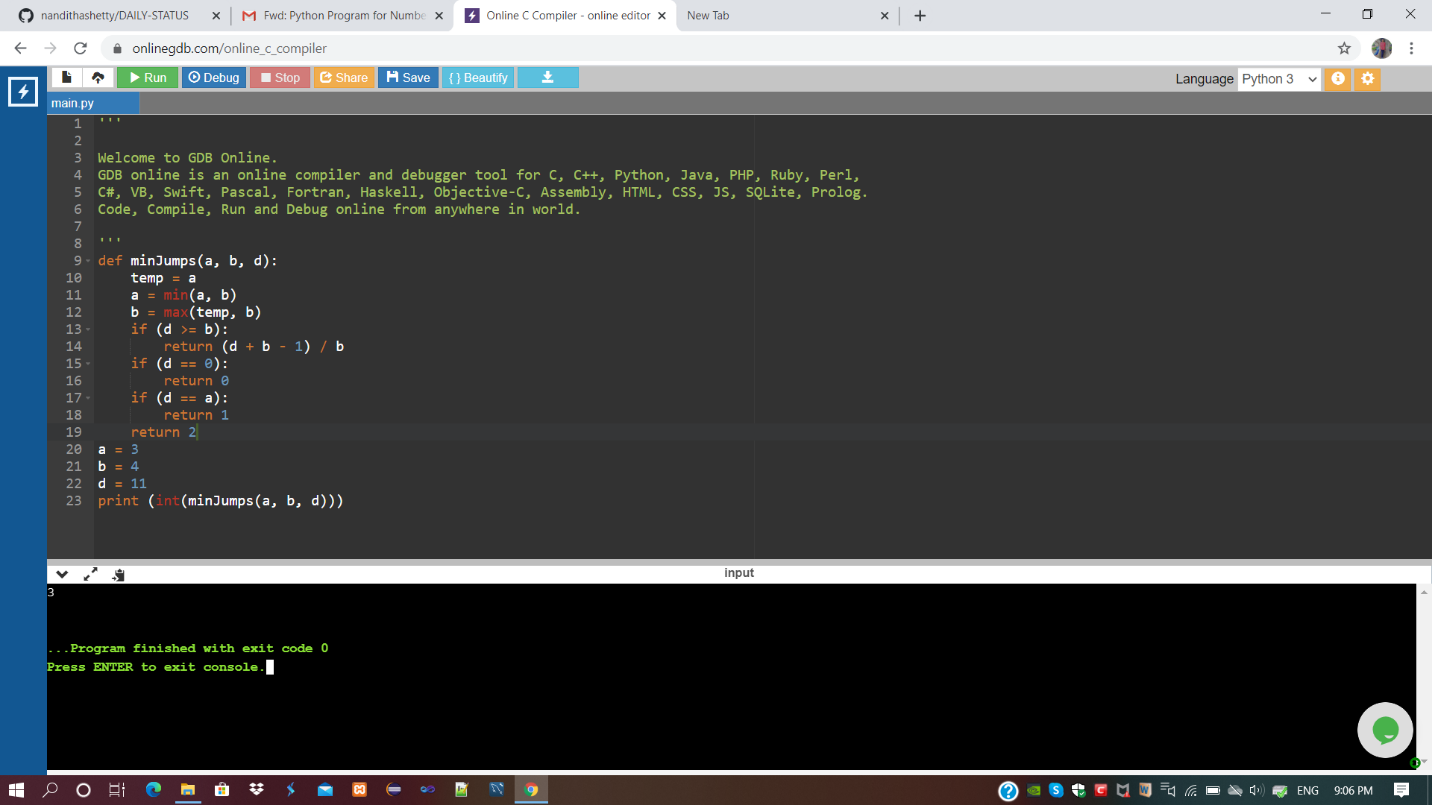 nandithashetty/DAILY-STATUS
Fwd: Python Program for Numbe
Online C Compiler - online editor
New Tab
onlinegdb.com/online_c_compiler
Run
Debug
Stop
Share
Save
{ } Beautify
Language
Python 3
main.py
1 '''
2
3 Welcome to GDB Online.
4 GDB online is an online compiler and debugger tool for C, C++, Python, Java, PHP, Ruby, Perl,
5 C#, VB, Swift, Pascal, Fortran, Haskell, Objective-C, Assembly, HTML, CSS, JS, SQLite, Prolog.
6 Code, Compile, Run and Debug online from anywhere in world.
7
8 '''
9 def minJumps(a, b, d):
10     temp = a
11     a = min(a, b)
12     b = max(temp, b)
13     if (d >= b):
14         return (d + b - 1) / b
15     if (d == 0):
16         return 0
17     if (d == a):
18         return 1
19     return 2
20 a = 3
21 b = 4
22 d = 11
23 print (int(minJumps(a, b, d)))
input
3
...Program finished with exit code 0
Press ENTER to exit console.
ENG
9:06 PM